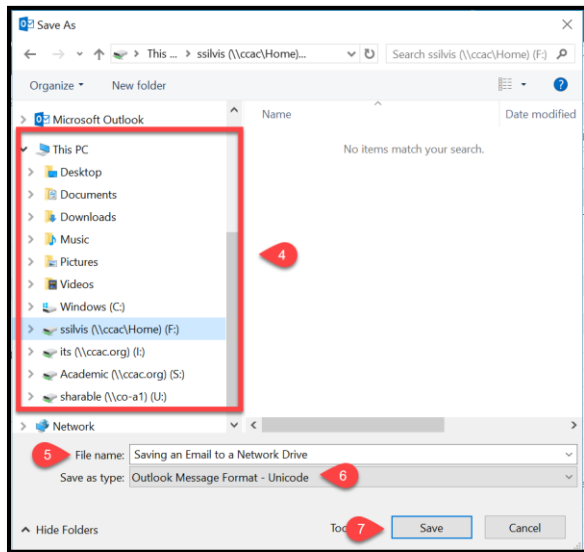 Save As
This ... > ssilvis (\\ccac\Home)...
Search ssilvis (\\ccac\Home) (F:)
Organize
New folder
Name
Date modified
Microsoft Outlook
This PC
No items match your search.
Desktop
Documents
Downloads
Music
4
Pictures
Videos
Windows (C:)
ssilvis (\\ccac\Home) (F:)
its (\\ccac.org) (I:)
Academic (\\ccac.org) (S:)
sharable (\\co-a1) (U:)
Network
5 File name: Saving an Email to a Network Drive
Save as type: Outlook Message Format - Unicode 6
Hide Folders
7 Save
Cancel